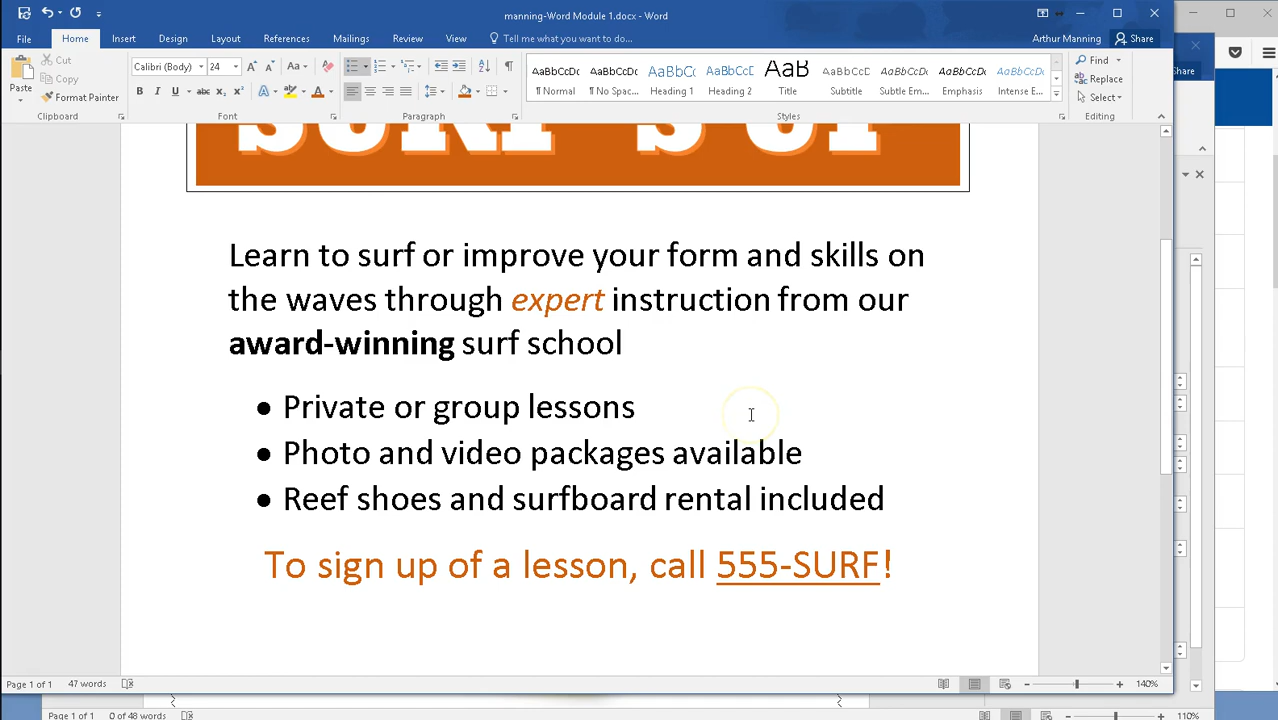 manning-Word Module 1.docx - Word
File Home Insert Design Layout References Mailings Review View Tell me what you want to do... Arthur Manning Share
Share
Paste
Cut
Copy
Format Painter
Clipboard
Calibri (Body) 24
Font
Paragraph
AaBbCcDc AaBbCcDc AaBbCcDc AaBbCcD AaB AaBbCcD AaBbCcDc AaBbCcDc AaBbCcDc
¶ Normal ¶ No Spac... Heading 1 Heading 2 Title Subtitle Subtle Em... Emphasis Intense E...
Styles
Find
Replace
Select
Editing
SURF'S UP
Learn to surf or improve your form and skills on
the waves through expert instruction from our
award-winning surf school
• Private or group lessons
• Photo and video packages available
• Reef shoes and surfboard rental included
To sign up of a lesson, call 555-SURF!
Page 1 of 1 47 words 140%
Page 1 of 1 0 of 48 words 110%